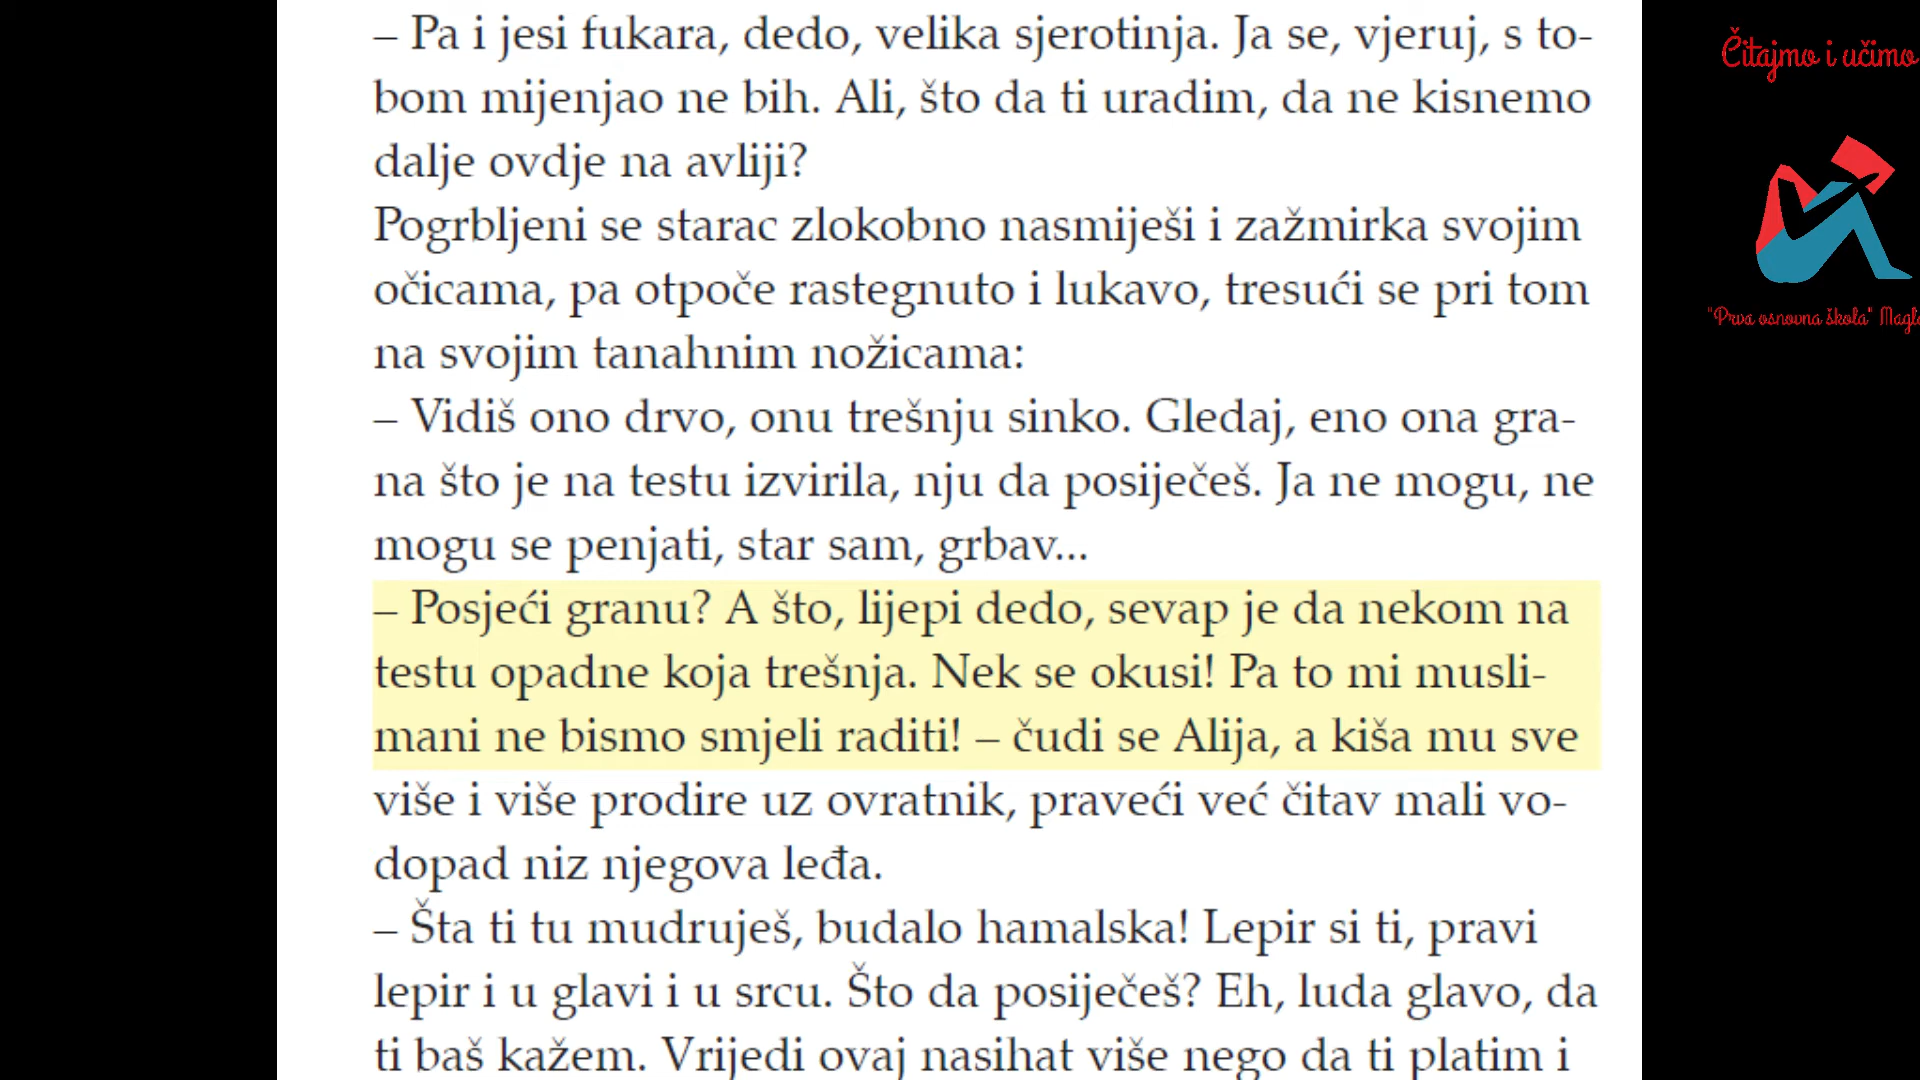 – Pa i jesi fukara, dedo, velika sjerotinja. Ja se, vjeruj, s to-
bom mijenjao ne bih. Ali, što da ti uradim, da ne kisnemo
dalje ovdje na avliji?
Pogrbljeni se starac zlokobno nasmiješi i zažmirka svojim
očicama, pa otpoče rastegnuto i lukavo, tresući se pri tom
na svojim tanahnim nožicama:
– Vidiš ono drvo, onu trešnju sinko. Gledaj, eno ona gra-
na što je na testu izvirila, nju da posiječeš. Ja ne mogu, ne
mogu se penjati, star sam, grbav...
– Posjeći granu? A što, lijepi dedo, sevap je da nekom na
testu opadne koja trešnja. Nek se okusi! Pa to mi musli-
mani ne bismo smjeli raditi! – čudi se Alija, a kiša mu sve
više i više prodire uz ovratnik, praveći već čitav mali vo-
dopad niz njegova leđa.
– Šta ti tu mudruješ, budalo hamalska! Lepir si ti, pravi
lepir i u glavi i u srcu. Što da posiječeš? Eh, luda glavo, da
ti baš kažem. Vrijedi ovaj nasihat više nego da ti platim i
Čitajmo i učimo
"Prva osnovna škola"